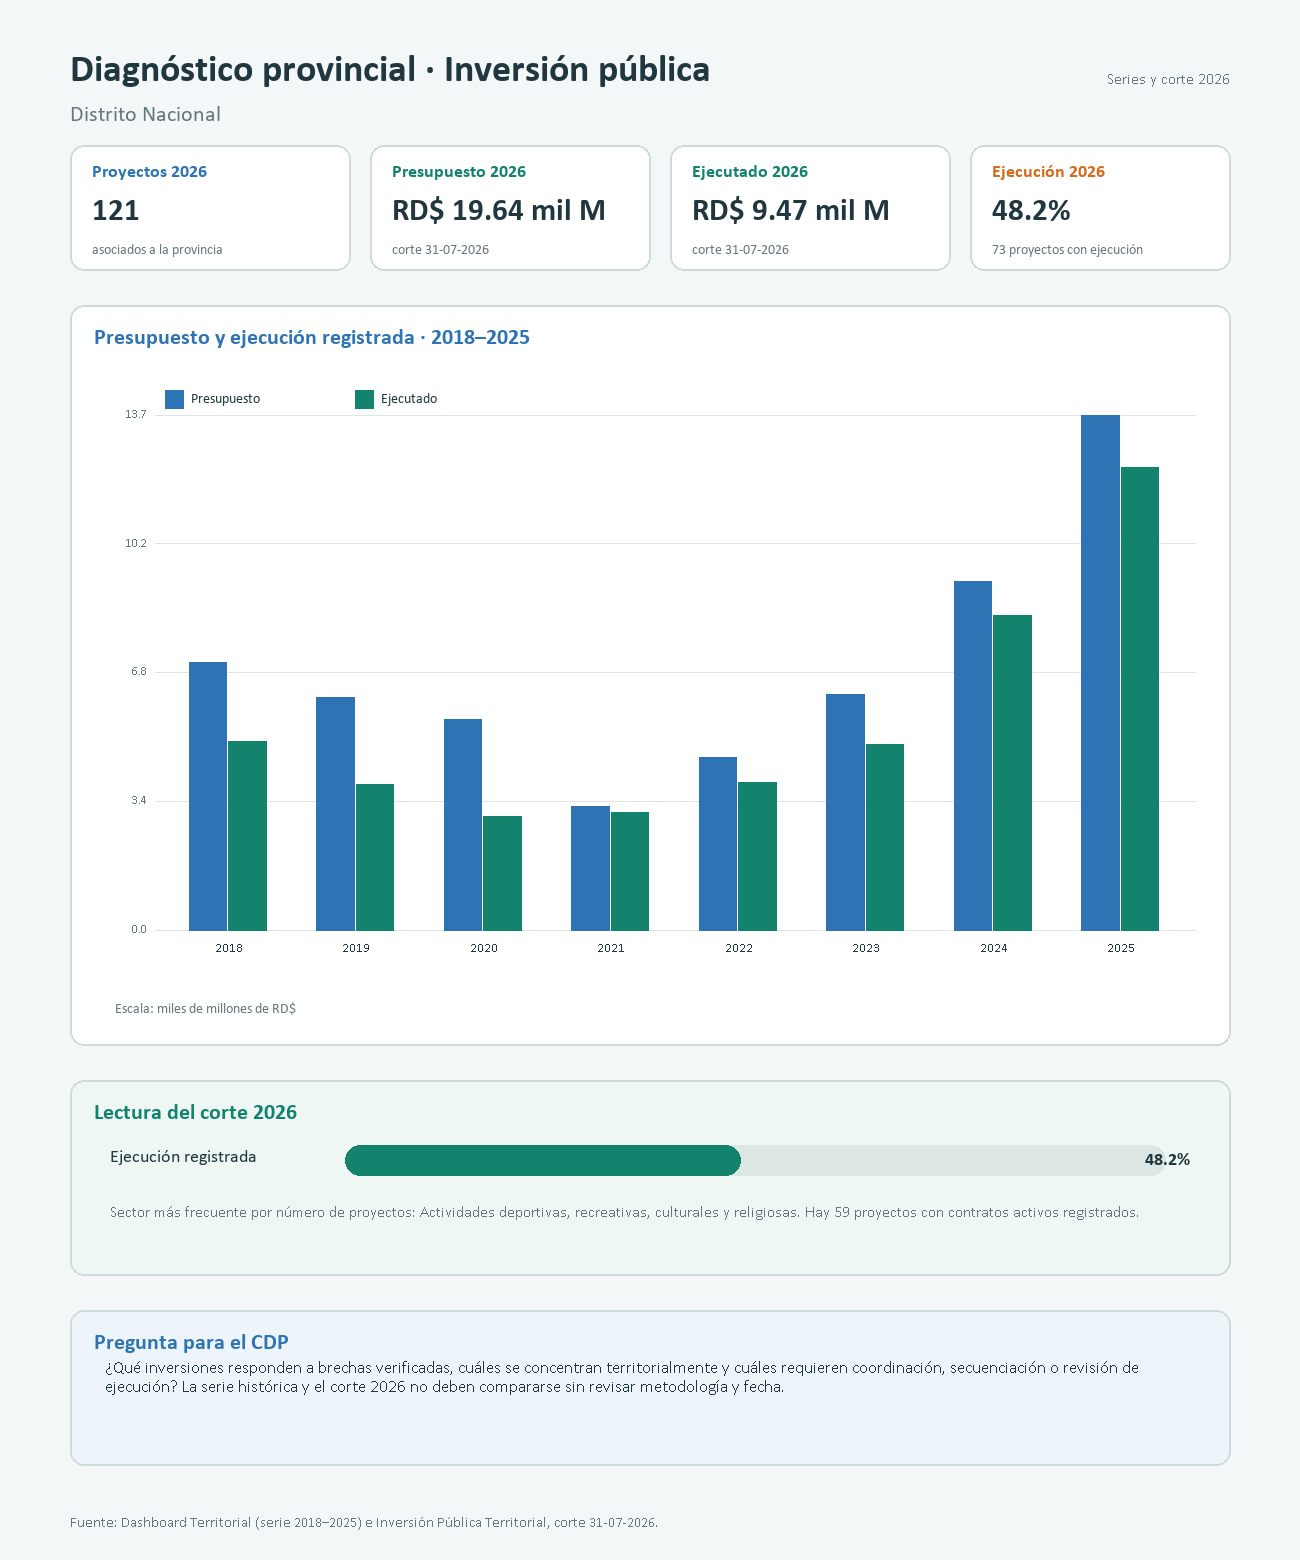 Diagnóstico provincial · Inversión pública
Series y corte 2026
Distrito Nacional
Proyectos 2026
121
asociados a la provincia
Presupuesto 2026
RD$ 19.64 mil M
corte 31-07-2026
Ejecutado 2026
RD$ 9.47 mil M
corte 31-07-2026
Ejecución 2026
48.2%
73 proyectos con ejecución
Presupuesto y ejecución registrada · 2018–2025
Presupuesto
Ejecutado
13.7
10.2
6.8
3.4
0.0
2018
2019
2020
2021
2022
2023
2024
2025
Escala: miles de millones de RD$
Lectura del corte 2026
Ejecución registrada
48.2%
Sector más frecuente por número de proyectos: Actividades deportivas, recreativas, culturales y religiosas. Hay 59 proyectos con contratos activos registrados.
Pregunta para el CDP
¿Qué inversiones responden a brechas verificadas, cuáles se concentran territorialmente y cuáles requieren coordinación, secuenciación o revisión de
ejecución? La serie histórica y el corte 2026 no deben compararse sin revisar metodología y fecha.
Fuente: Dashboard Territorial (serie 2018–2025) e Inversión Pública Territorial, corte 31-07-2026.